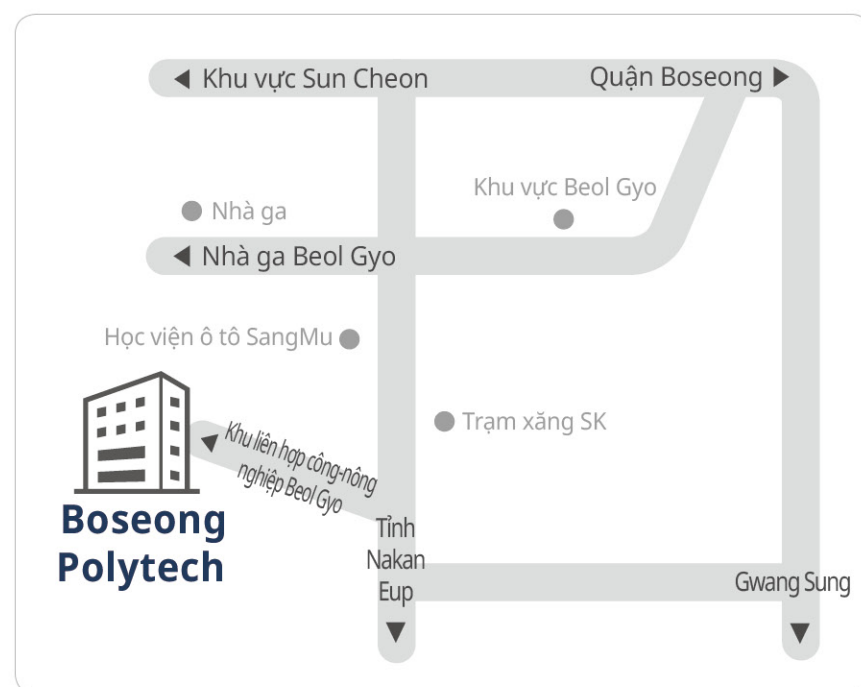 Khu vực Sun Cheon
Quận Boseong
Khu vực Beol Gyo
Nhà ga
Nhà ga Beol Gyo
Học viện ô tô SangMu
Trạm xăng SK
Khu liên hợp công-nông
nghiệp Beol Gyo
Boseong
Polytech
Tỉnh
Nakan
Eup
Gwang Sung